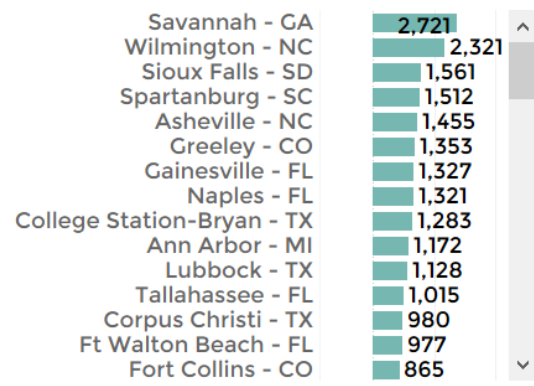 Savannah - GA 2,721
Wilmington - NC 2,321
Sioux Falls - SD 1,561
Spartanburg - SC 1,512
Asheville - NC 1,455
Greeley - CO 1,353
Gainesville - FL 1,327
Naples - FL 1,321
College Station-Bryan - TX 1,283
Ann Arbor - MI 1,172
Lubbock - TX 1,128
Tallahassee - FL 1,015
Corpus Christi - TX 980
Ft Walton Beach - FL 977
Fort Collins - CO 865